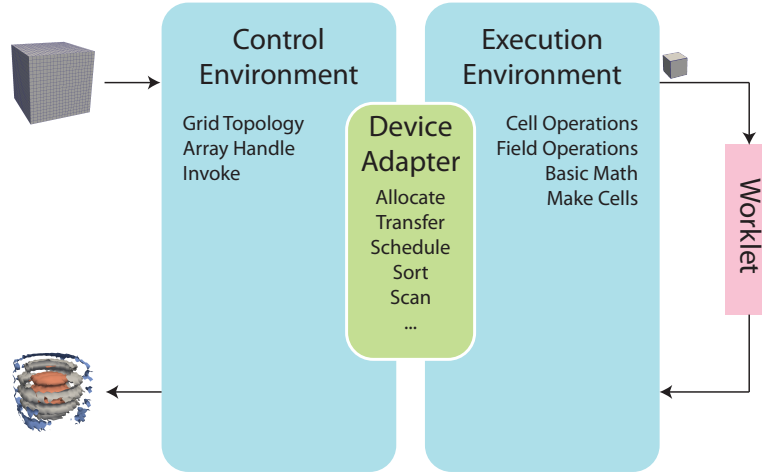 Control
Environment
Grid Topology
Array Handle
Invoke
Device
Adapter
Allocate
Transfer
Schedule
Sort
Scan
...
Execution
Environment
Cell Operations
Field Operations
Basic Math
Make Cells
Worklet